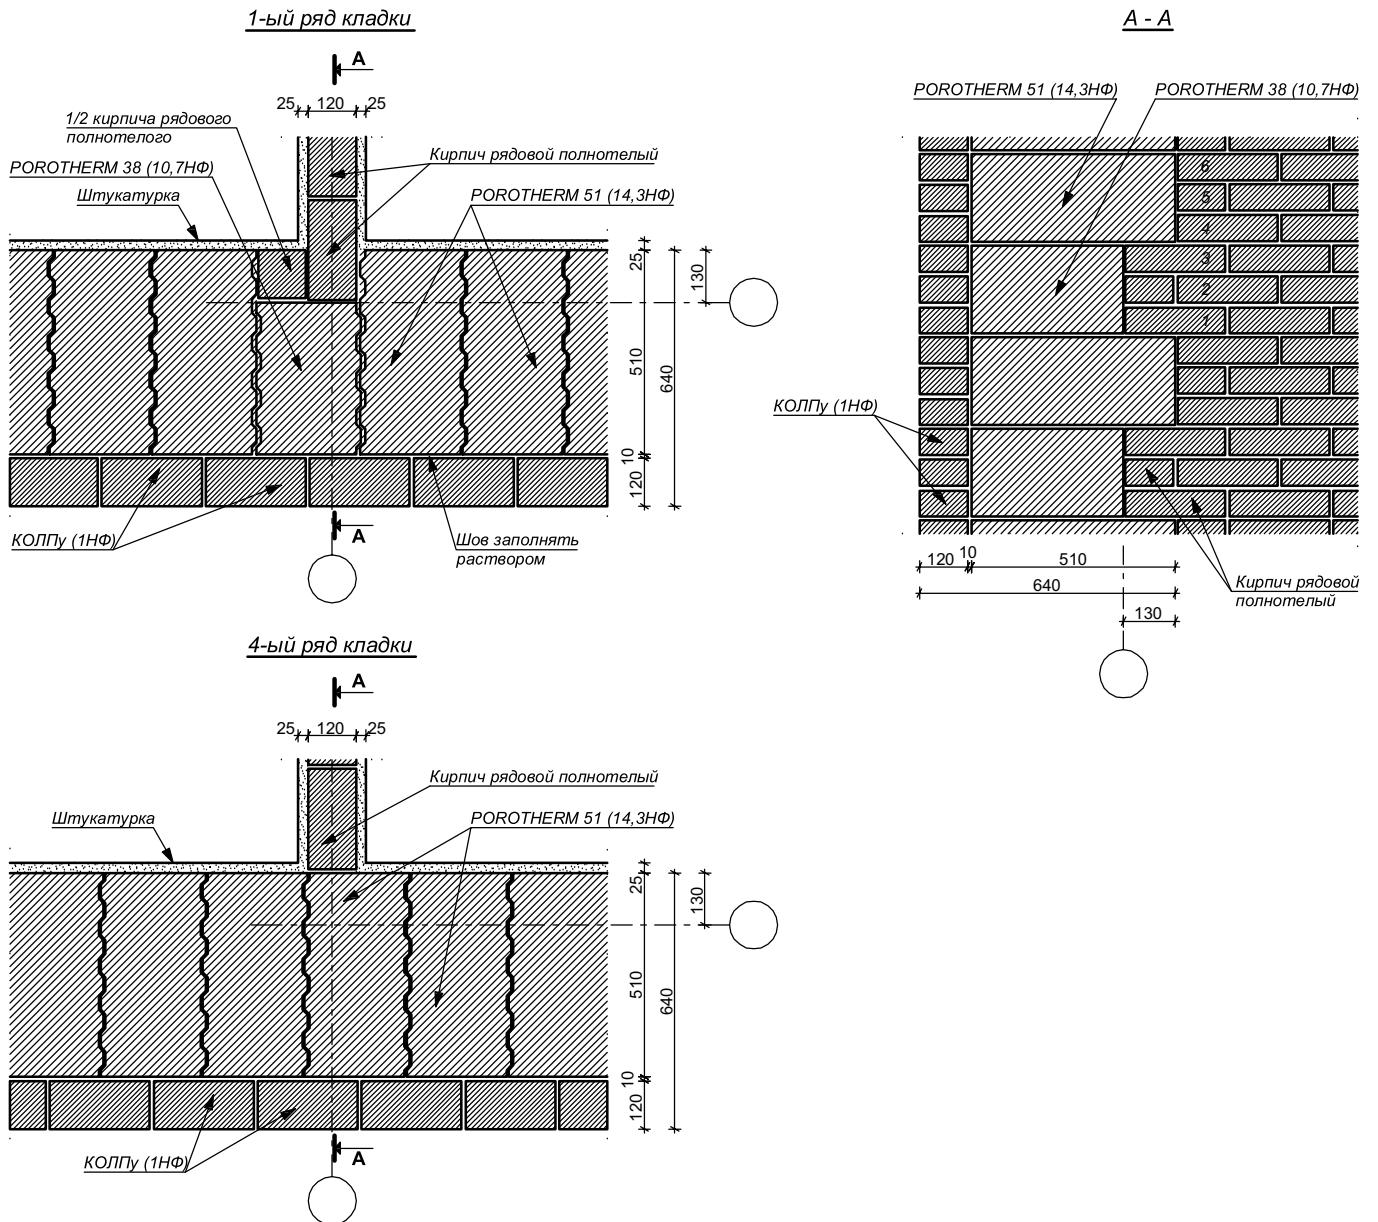 1-ый ряд кладки
А
25 120 25
1/2 кирпича рядового
полнотелого
Кирпич рядовой полнотелый
POROTHERM 38 (10,7НФ)
Штукатурка
POROTHERM 51 (14,3НФ)
25
130
510
640
10
120
КОЛПу (1НФ)
А
Шов заполнять
раствором
А - А
POROTHERM 51 (14,3НФ)
POROTHERM 38 (10,7НФ)
6
5
4
3
2
1
КОЛПу (1НФ)
120 10 510
640
130
Кирпич рядовой
полнотелый
4-ый ряд кладки
А
25 120 25
Кирпич рядовой полнотелый
Штукатурка
POROTHERM 51 (14,3НФ)
25
130
510
640
10
120
КОЛПу (1НФ)
А